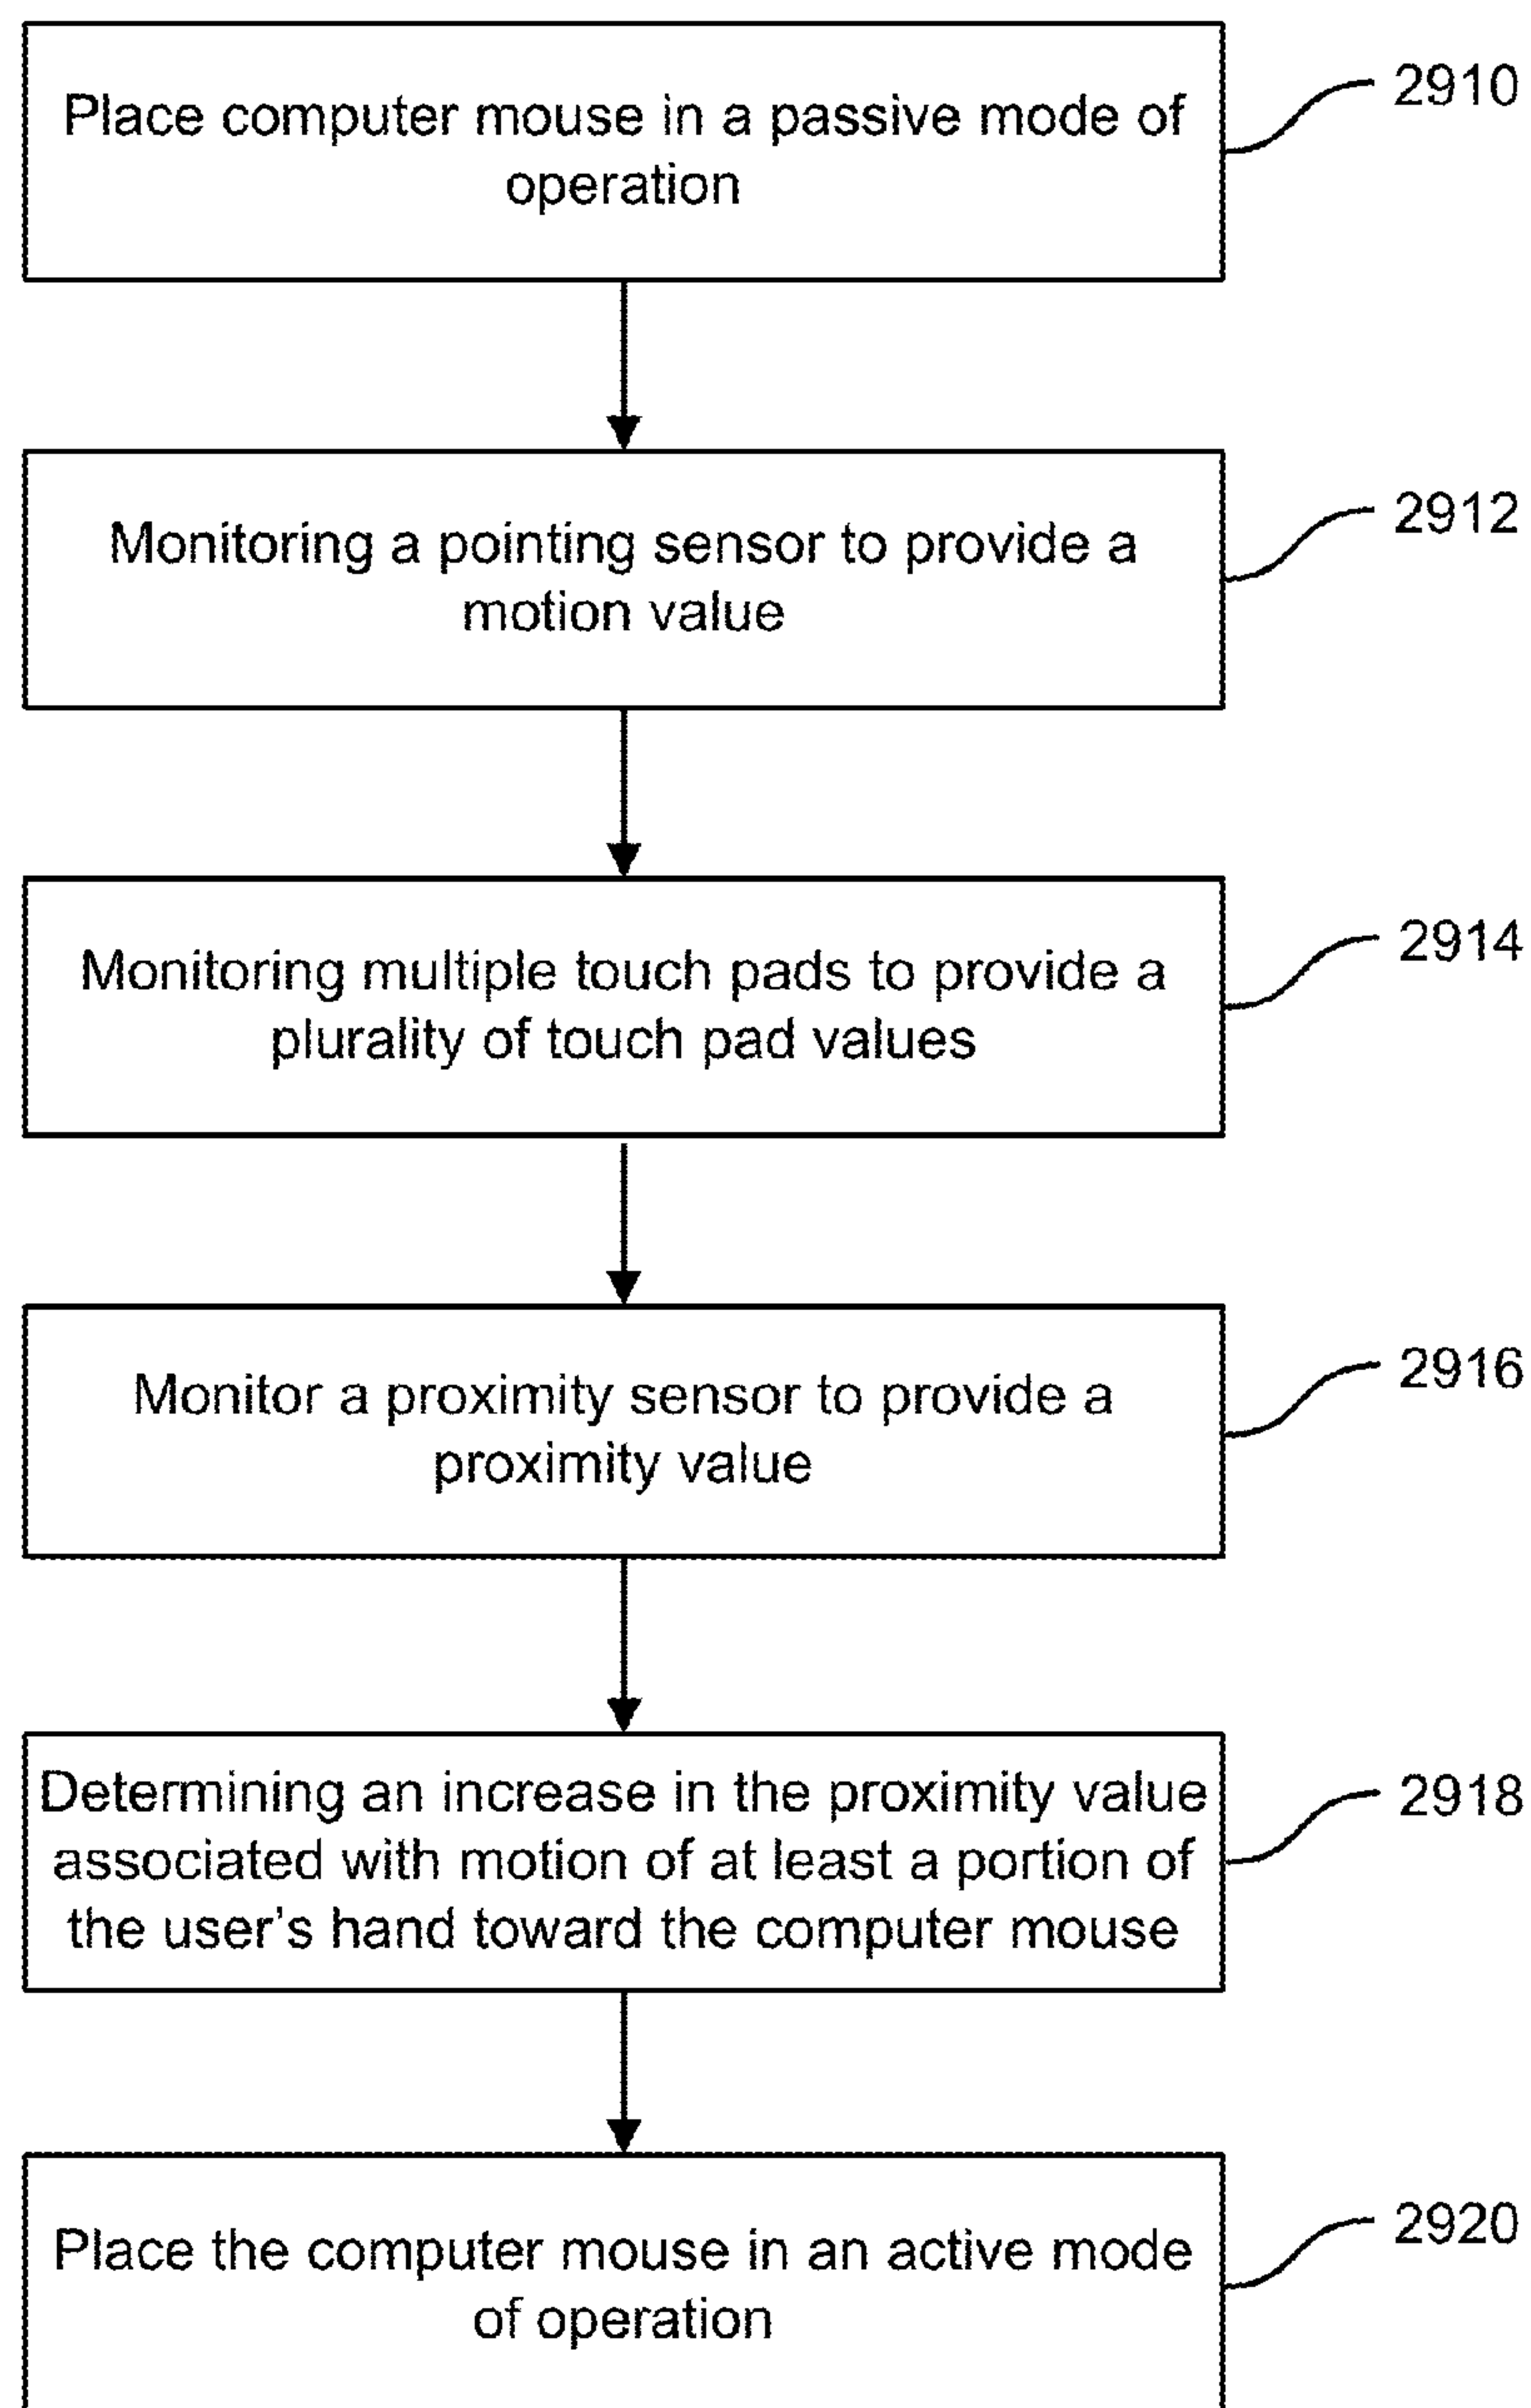 Place computer mouse in a passive mode of
operation
2910
Monitoring a pointing sensor to provide a
motion value
2912
Monitoring multiple touch pads to provide a
plurality of touch pad values
2914
Monitor a proximity sensor to provide a
proximity value
2916
Determining an increase in the proximity value
associated with motion of at least a portion of
the user's hand toward the computer mouse
2918
Place the computer mouse in an active mode
of operation
2920